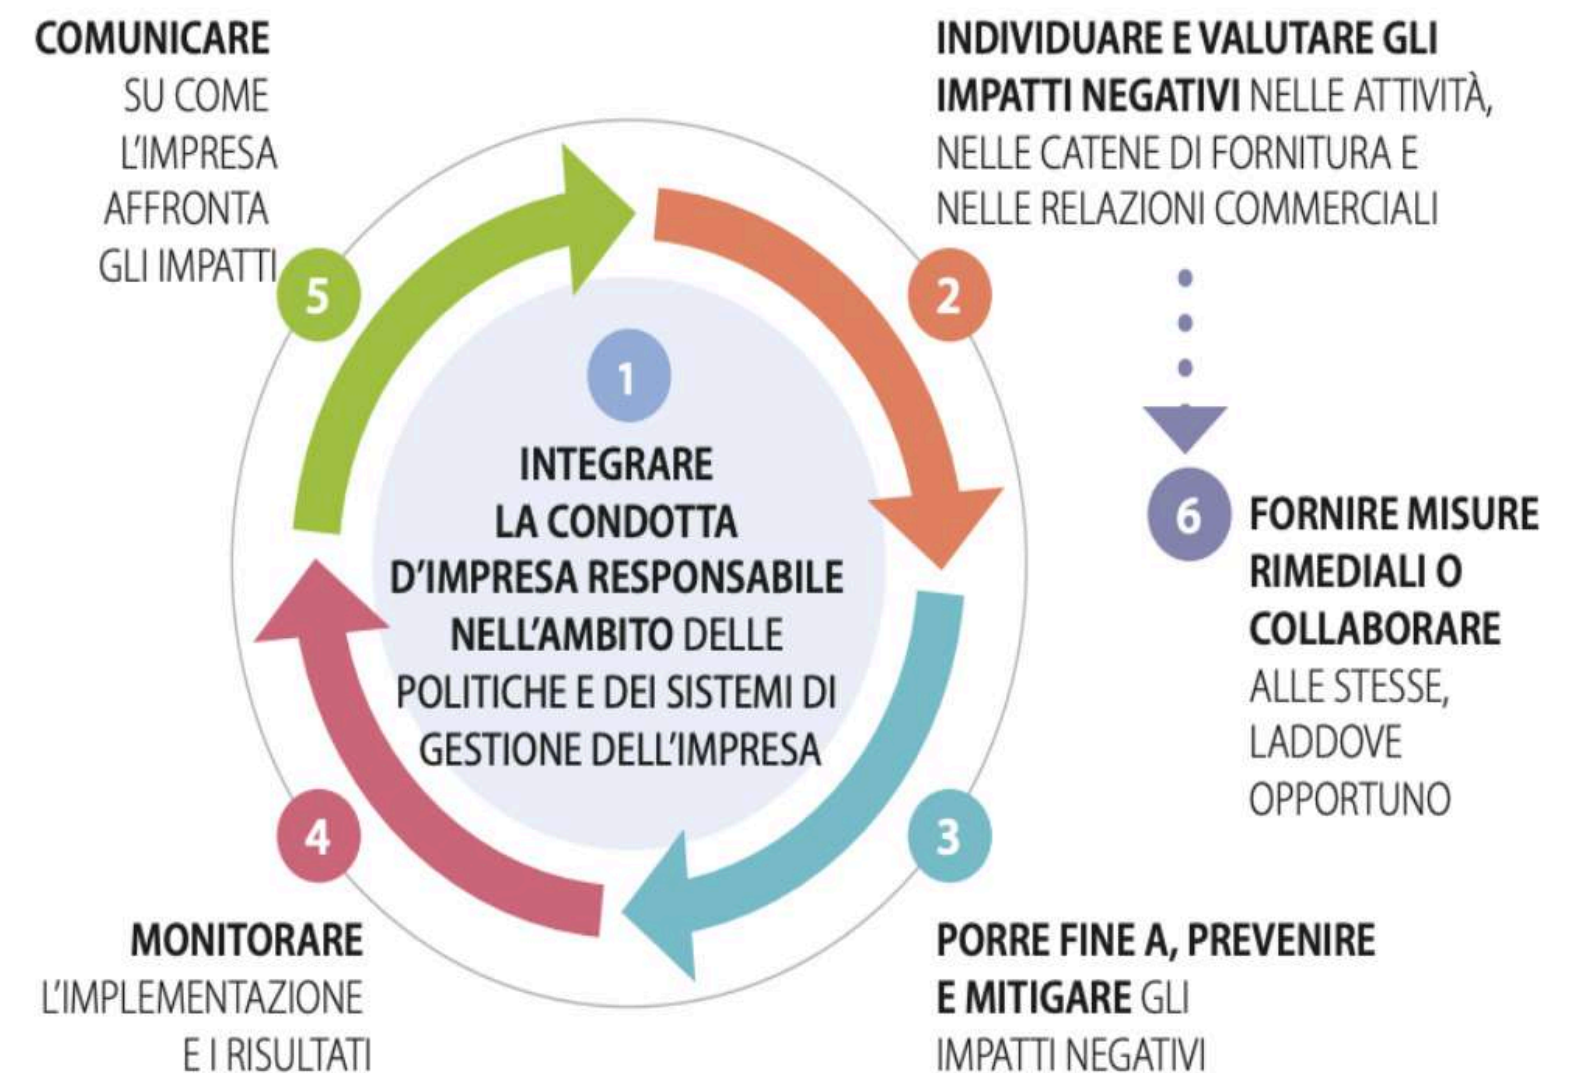 COMUNICARE
SU COME
L’IMPRESA
AFFRONTA
GLI IMPATTI
5
INDIVIDUARE E VALUTARE GLI
IMPATTI NEGATIVI NELLE ATTIVITÀ,
NELLE CATENE DI FORNITURA E
NELLE RELAZIONI COMMERCIALI
2
1
INTEGRARE
LA CONDOTTA
D’IMPRESA RESPONSABILE
NELL’AMBITO DELLE
POLITICHE E DEI SISTEMI DI
GESTIONE DELL’IMPRESA
6
FORNIRE MISURE
RIMEDIALI O
COLLABORARE
ALLE STESSE,
LADDOVE
OPPORTUNO
4
MONITORARE
L’IMPLEMENTAZIONE
E I RISULTATI
3
PORRE FINE A, PREVENIRE
E MITIGARE GLI
IMPATTI NEGATIVI